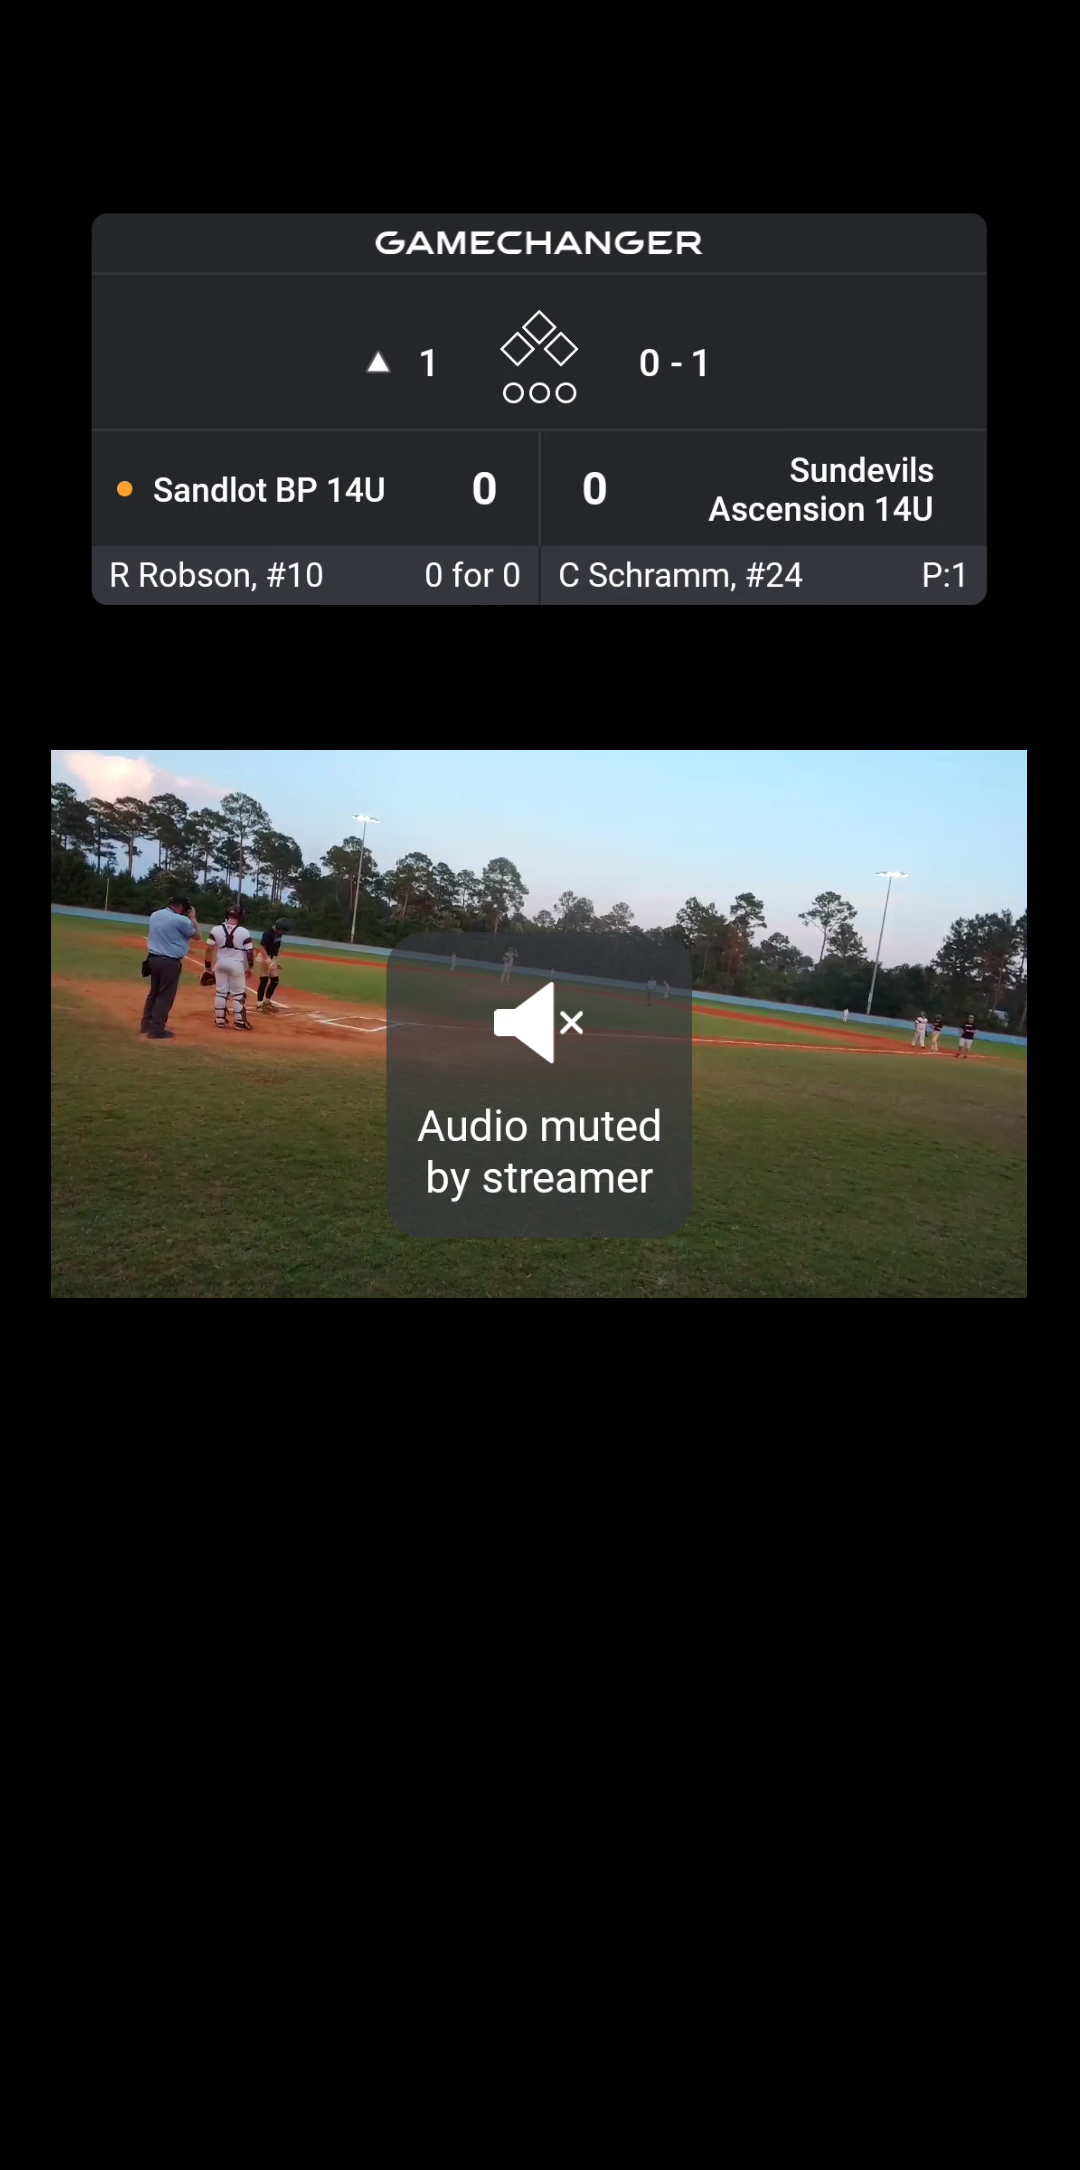 GAMECHANGER
▲ 1
0 - 1
Sandlot BP 14U 0
0 Sundevils
Ascension 14U
R Robson, #10 0 for 0
C Schramm, #24 P:1
Audio muted
by streamer